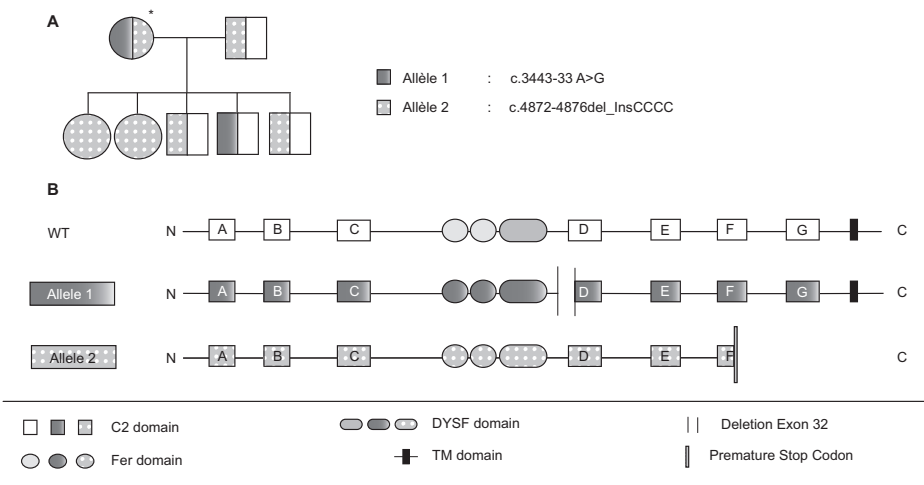 A
*
Allèle 1 : c.3443-33 A>G
Allèle 2 : c.4872-4876del_InsCCCC
B
WT N A B C D E F G C
Allele 1 N A B C D E F G C
Allele 2 N A B C D E F C
C2 domain DYSF domain Deletion Exon 32
Fer domain TM domain Premature Stop Codon